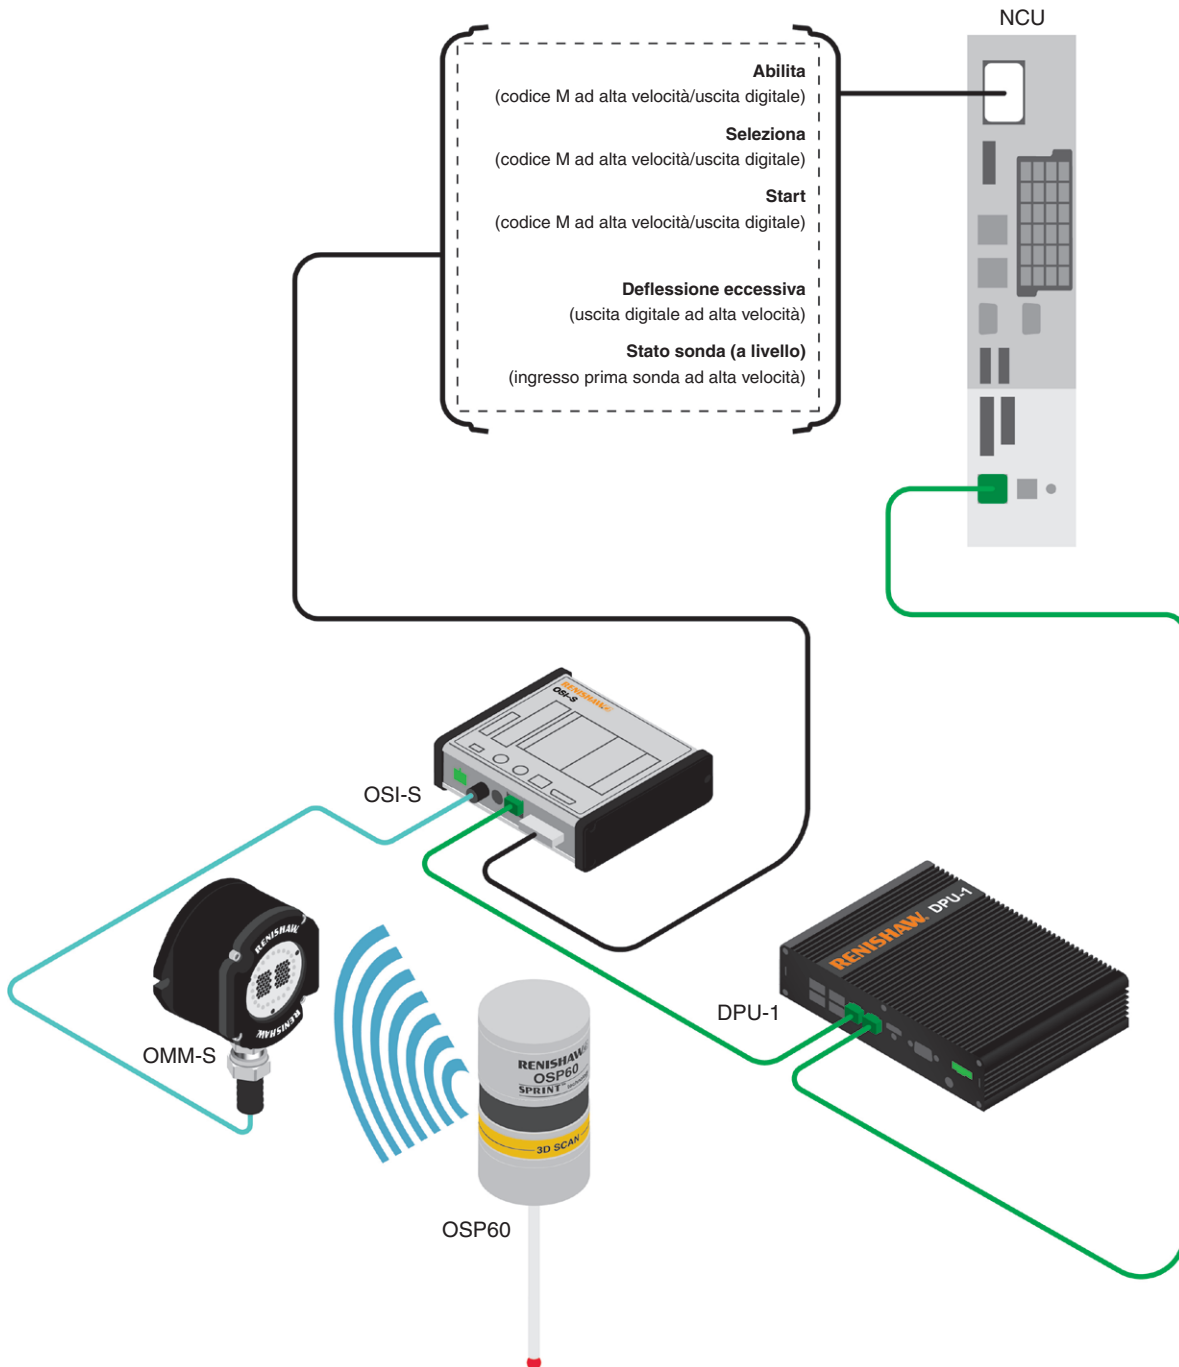 NCU
Abilita
(codice M ad alta velocità/uscita digitale)
Seleziona
(codice M ad alta velocità/uscita digitale)
Start
(codice M ad alta velocità/uscita digitale)
Deflessione eccessiva
(uscita digitale ad alta velocità)
Stato sonda (a livello)
(ingresso prima sonda ad alta velocità)
RENISHAW
OSI-S
OSI-S
RENISHAW
RENISHAW
OMM-S
RENISHAW DPU-1
DPU-1
RENISHAW
OSP60
SPRINT™
3D SCAN
OSP60